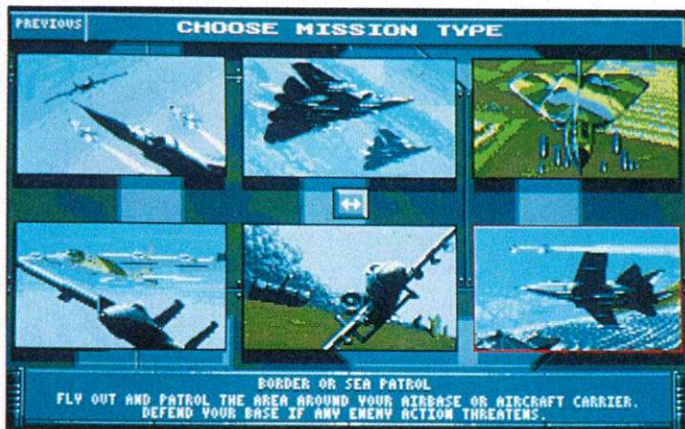 PREVIOUS
CHOOSE MISSION TYPE
BORDER OR SEA PATROL
FLY OUT AND PATROL THE AREA AROUND YOUR AIRBASE OR AIRCRAFT CARRIER.
DEFEND YOUR BASE IF ANY ENEMY ACTION THREATENS.